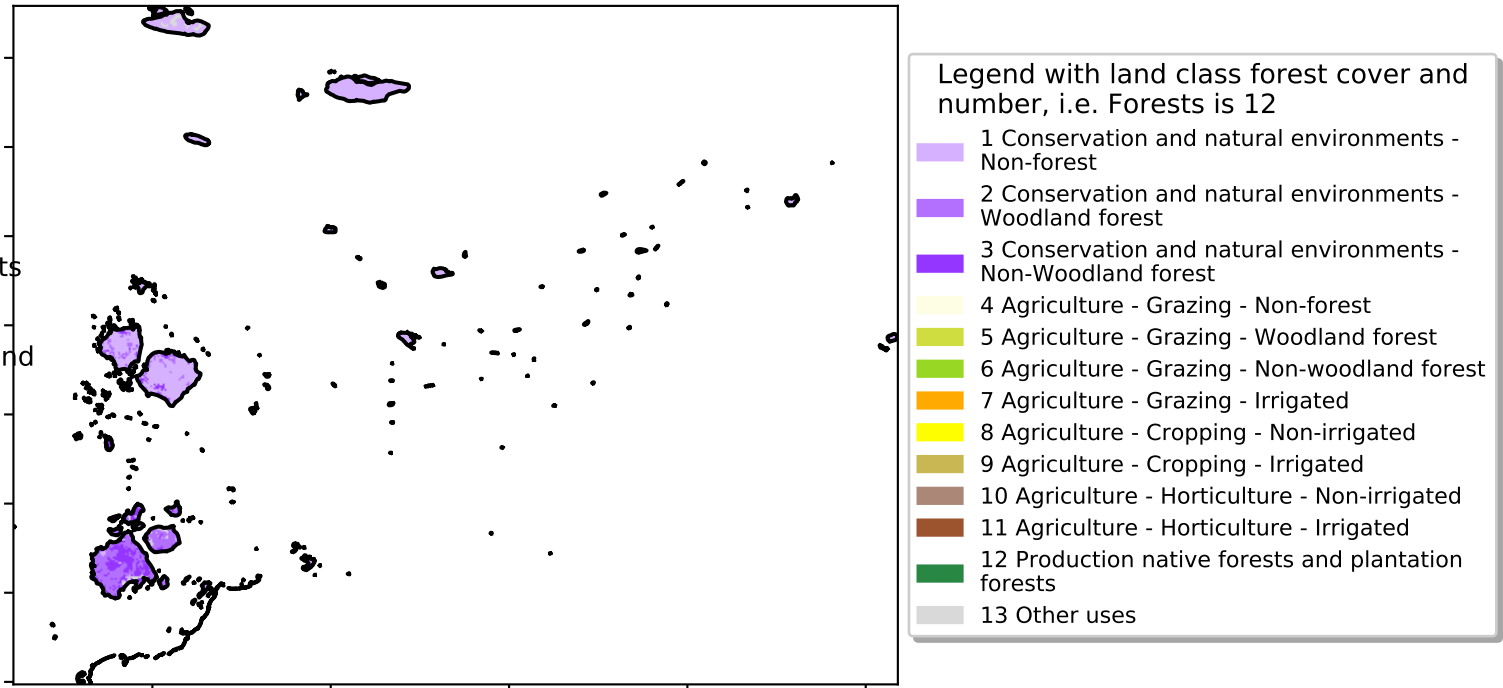 Legend with land class forest cover and
number, i.e. Forests is 12
1 Conservation and natural environments -
Non-forest
2 Conservation and natural environments -
Woodland forest
3 Conservation and natural environments -
Non-Woodland forest
ts
4 Agriculture - Grazing - Non-forest
5 Agriculture - Grazing - Woodland forest
nd
6 Agriculture - Grazing - Non-woodland forest
7 Agriculture - Grazing - Irrigated
8 Agriculture - Cropping - Non-irrigated
9 Agriculture - Cropping - Irrigated
10 Agriculture - Horticulture - Non-irrigated
11 Agriculture - Horticulture - Irrigated
12 Production native forests and plantation
forests
13 Other uses